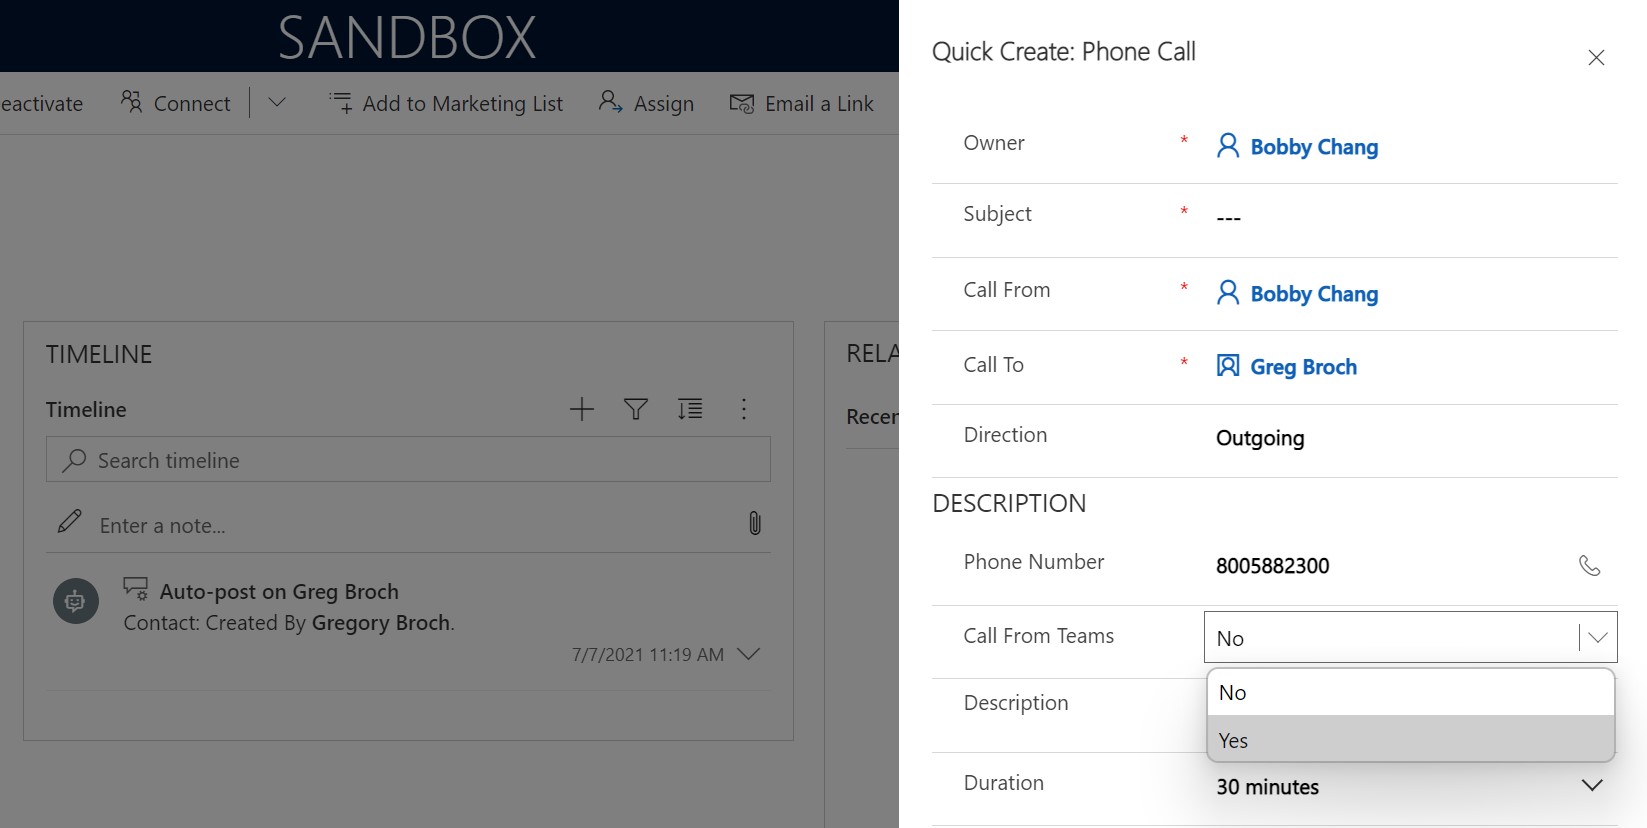 SANDBOX
eactivate
Connect
Add to Marketing List
Assign
Email a Link
TIMELINE
Timeline
Search timeline
Enter a note...
Auto-post on Greg Broch
Contact: Created By Gregory Broch.
7/7/2021 11:19 AM
RELA
Recer
Quick Create: Phone Call
Owner * Bobby Chang
Subject * ---
Call From * Bobby Chang
Call To * Greg Broch
Direction Outgoing
DESCRIPTION
Phone Number 8005882300
Call From Teams No
No
Yes
Description
Duration 30 minutes